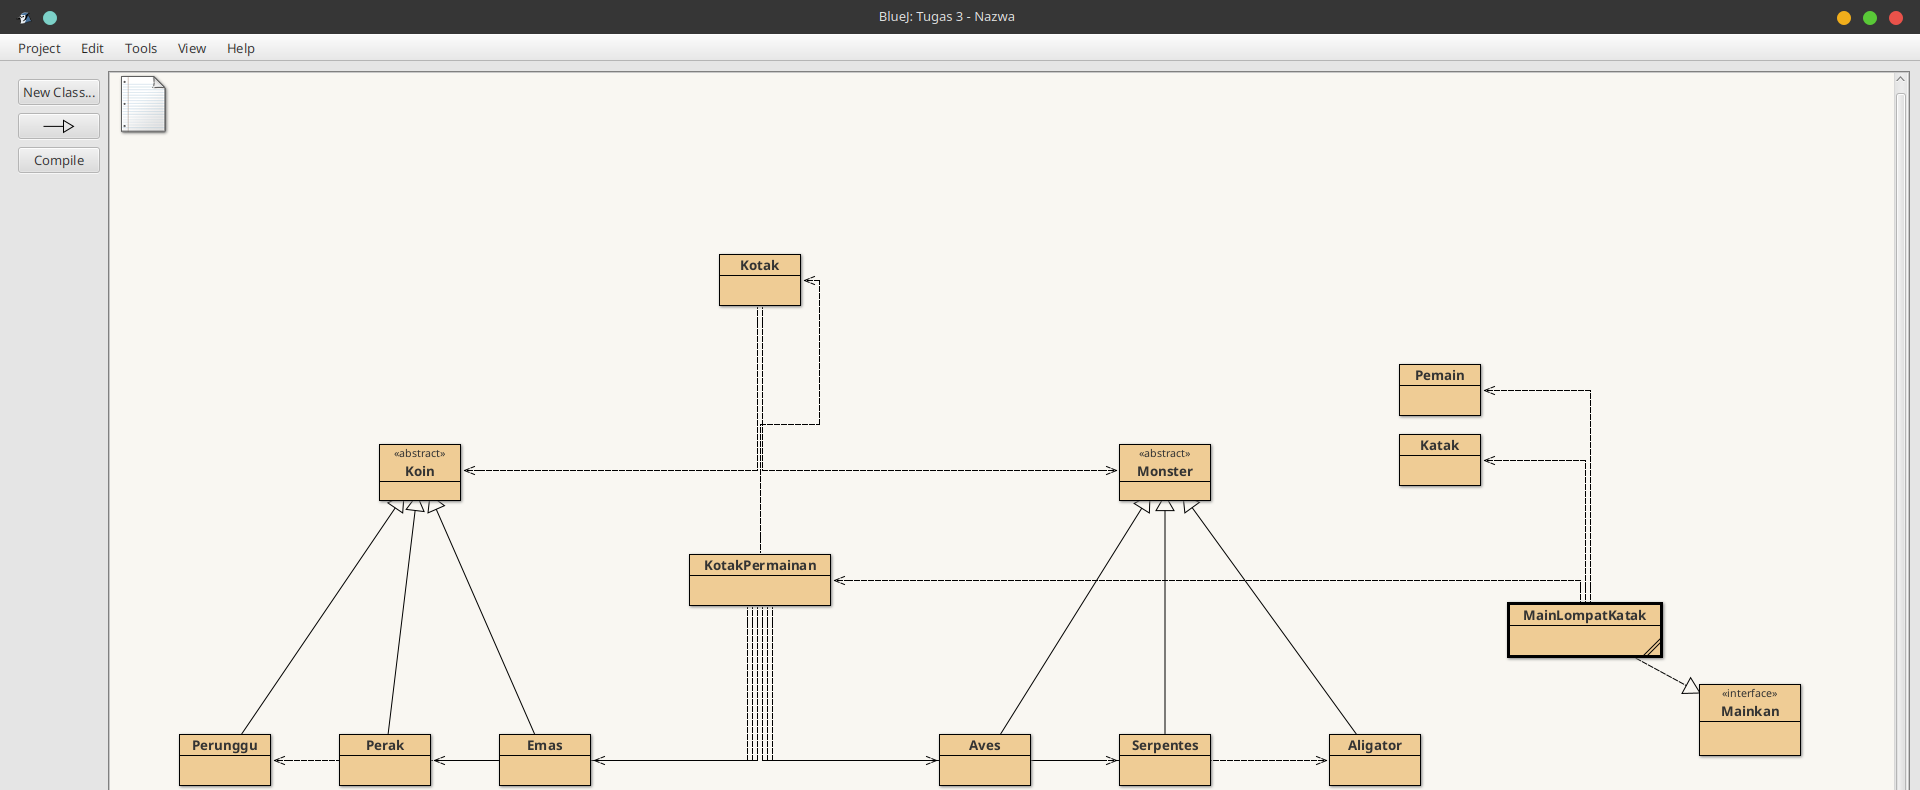 BlueJ: Tugas 3 - Nazwa
Project Edit Tools View Help
New Class...
Compile
Kotak
Pemain
«abstract»
Koin
«abstract»
Monster
Katak
KotakPermainan
MainLompatKatak
«interface»
Mainkan
Perunggu
Perak
Emas
Aves
Serpentes
Aligator